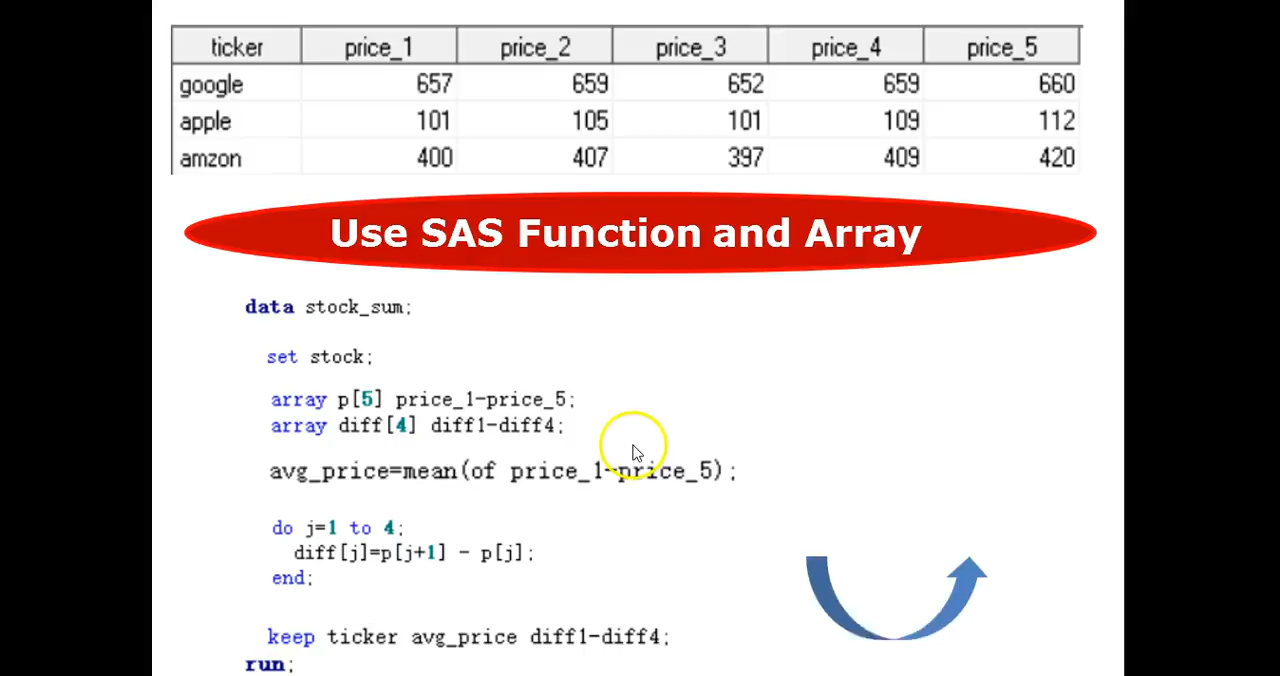 ticker price_1 price_2 price_3 price_4 price_5
google 657 659 652 659 660
apple 101 105 101 109 112
amzon 400 407 397 409 420
Use SAS Function and Array
data stock_sum;
set stock;
array p[5] price_1-price_5;
array diff[4] diff1-diff4;
avg_price=mean(of price_1-price_5);
do j=1 to 4;
diff[j]=p[j+1] - p[j];
end;
keep ticker avg_price diff1-diff4;
run;